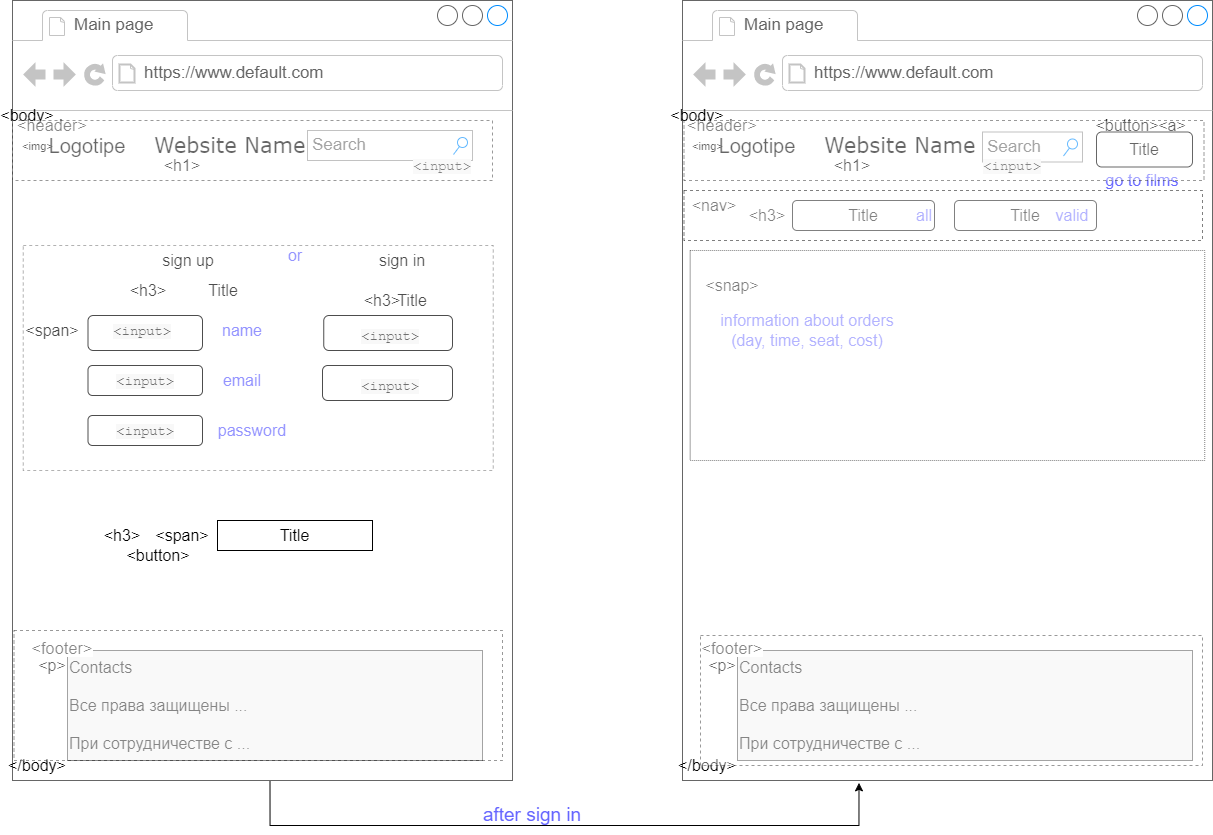 Main page
https://www.default.com
<body>
<header>
<img>Logotipe Website Name Search
<h1> <input>
sign up or sign in
<h3> Title
<h3>Title
<span> <input> name <input>
<input> email <input>
<input> password
<h3> <span> Title
<button>
<footer>
<p> Contacts
Все права защищены ...
При сотрудничестве с ...
</body>
after sign in
Main page
https://www.default.com
<body>
<header> <button><a>
<img>Logotipe Website Name Search Title
<h1> <input>
go to films
<nav> <h3> Title all Title valid
<snap>
information about orders
(day, time, seat, cost)
<footer>
<p> Contacts
Все права защищены ...
При сотрудничестве с ...
</body>